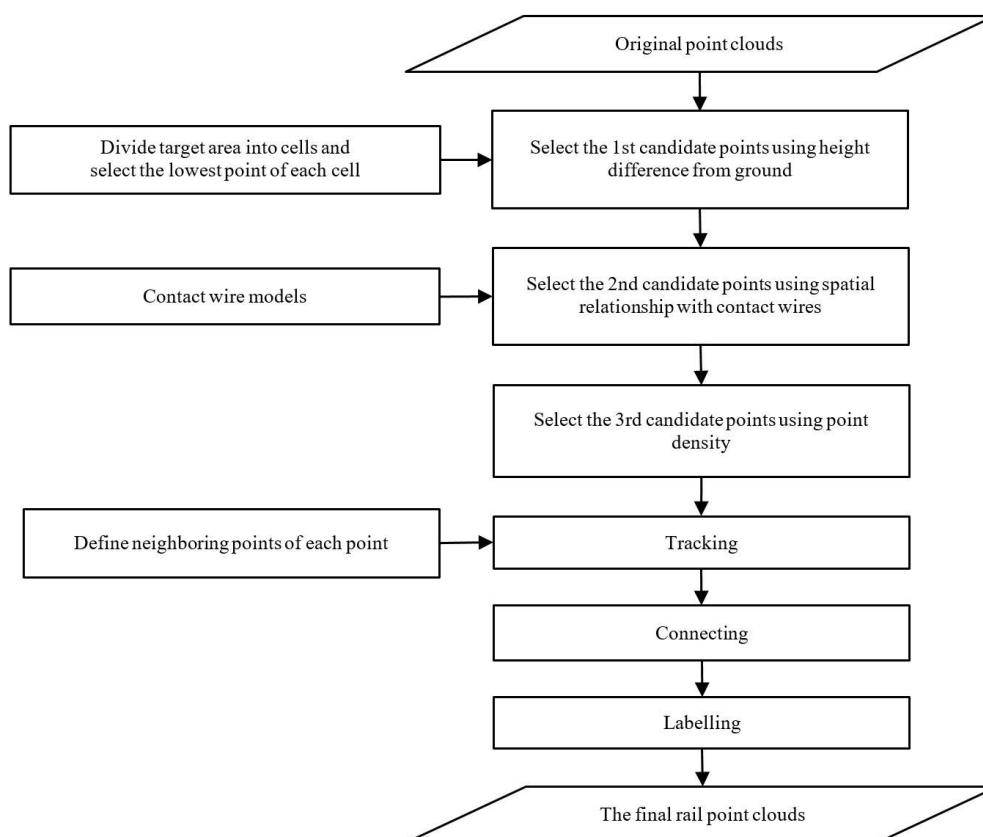 Original point clouds
Divide target area into cells and
select the lowest point of each cell
Select the 1st candidate points using height
difference from ground
Contact wire models
Select the 2nd candidate points using spatial
relationship with contact wires
Select the 3rd candidate points using point
density
Define neighboring points of each point
Tracking
Connecting
Labelling
The final rail point clouds